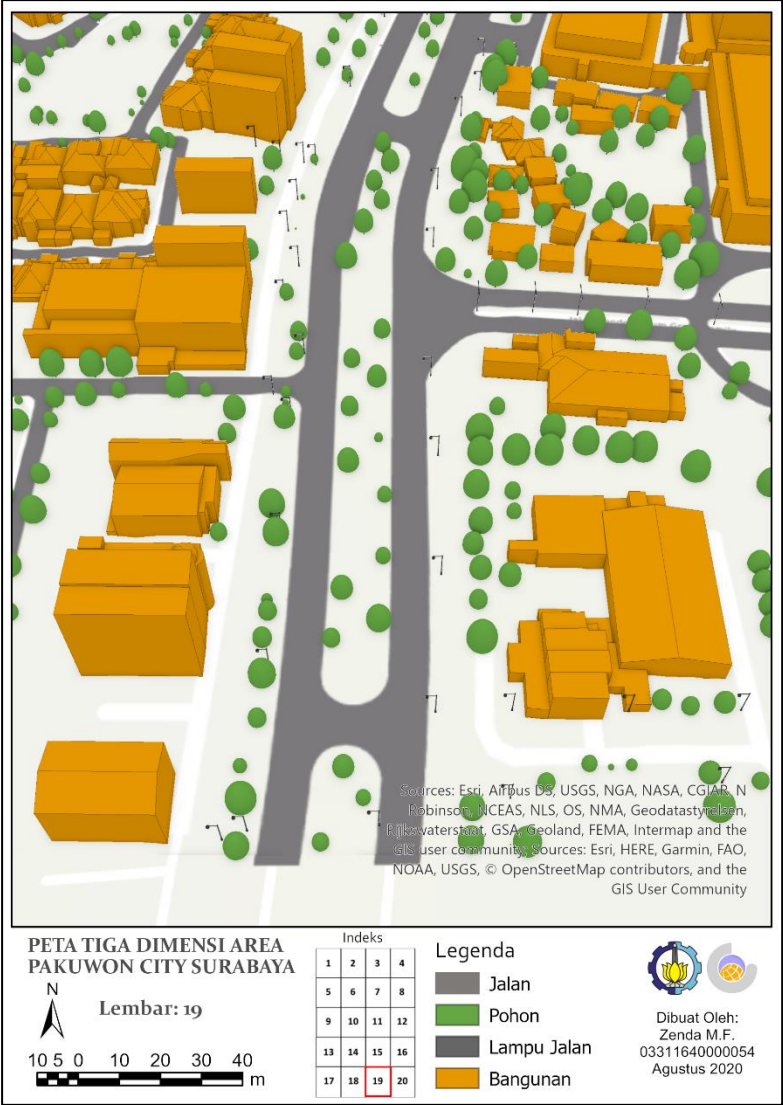 Sources: Esri, Airbus DS, USGS, NGA, NASA, CGIAR, N
Robinson, NCEAS, NLS, OS, NMA, Geodatastyrelsen,
Rijkswaterstaat, GSA, Geoland, FEMA, Intermap and the
GIS user community, Sources: Esri, HERE, Garmin, FAO,
NOAA, USGS, © OpenStreetMap contributors, and the
GIS User Community
PETA TIGA DIMENSI AREA
PAKUWON CITY SURABAYA
N
Lembar: 19
10 5 0 10 20 30 40
m
Indeks
1 2 3 4
5 6 7 8
9 10 11 12
13 14 15 16
17 18 19 20
Legenda
Jalan
Pohon
Lampu Jalan
Bangunan
Dibuat Oleh:
Zenda M.F.
03311640000054
Agustus 2020